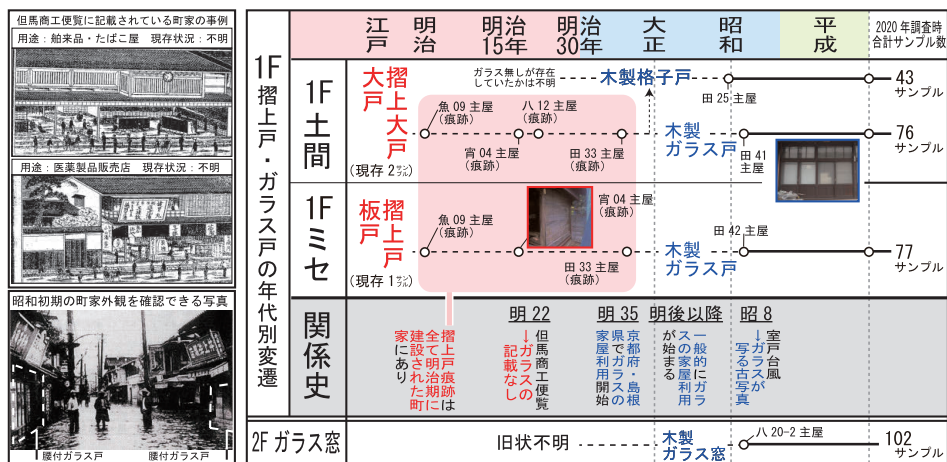 但馬商工便覧に記載されている町家の事例
用途：舶来品・たばこ屋　現存状況：不明
用途：医薬製品販売店　現存状況：不明
昭和初期の町家外観を確認できる写真
腰付ガラス戸
腰付ガラス戸
1F摺上戸・ガラス戸の年代別変遷
江戸
明治
明治15年
明治30年
大正
昭和
平成
2020年調査時
合計サンプル数
1F土間
摺上大戸
大戸
(現存2サンプル)
ガラス無しが存在
していたかは不明
木製格子戸
田25主屋
43
サンプル
魚09主屋
(痕跡)
宵04主屋
(痕跡)
八12主屋
(痕跡)
田33主屋
(痕跡)
木製
ガラス戸
田41
主屋
76
サンプル
1Fミセ
摺上戸
板戸
(現存1サンプル)
魚09主屋
(痕跡)
宵04主屋
(痕跡)
田33主屋
(痕跡)
木製
ガラス戸
田42主屋
77
サンプル
関係史
摺上戸痕跡は
全て明治期に
建設された町
家にあり
明22
但馬商工便覧
→ガラスの
記載なし
明35
京都府・島根
県でガラスの
家屋利用開始
明後以降
一般的にガラ
スの家屋利用
が始まる
昭8
室戸台風
→ガラスが
写る古写真
2Fガラス窓
旧状不明
木製
ガラス窓
八20-2主屋
102
サンプル